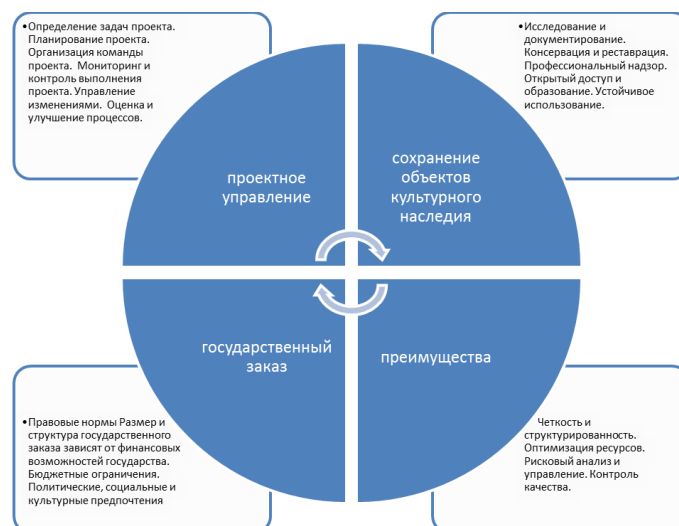 •Определение задач проекта.
Планирование проекта.
Организация команды
проекта. Мониторинг и
контроль выполнения
проекта. Управление
изменениями. Оценка и
улучшение процессов.
•Исследование и
документирование.
Консервация и реставрация.
Профессиональный надзор.
Открытый доступ и
образование. Устойчивое
использование.
проектное
управление
сохранение
объектов
культурного
наследия
государственный
заказ
преимущества
•Правовые нормы Размер и
структура государственного
заказа зависят от финансовых
возможностей государства.
Бюджетные ограничения.
Политические, социальные и
культурные предпочтения
Четкость и
структурированность.
Оптимизация ресурсов.
Рисковый анализ и
управление. Контроль
качества.